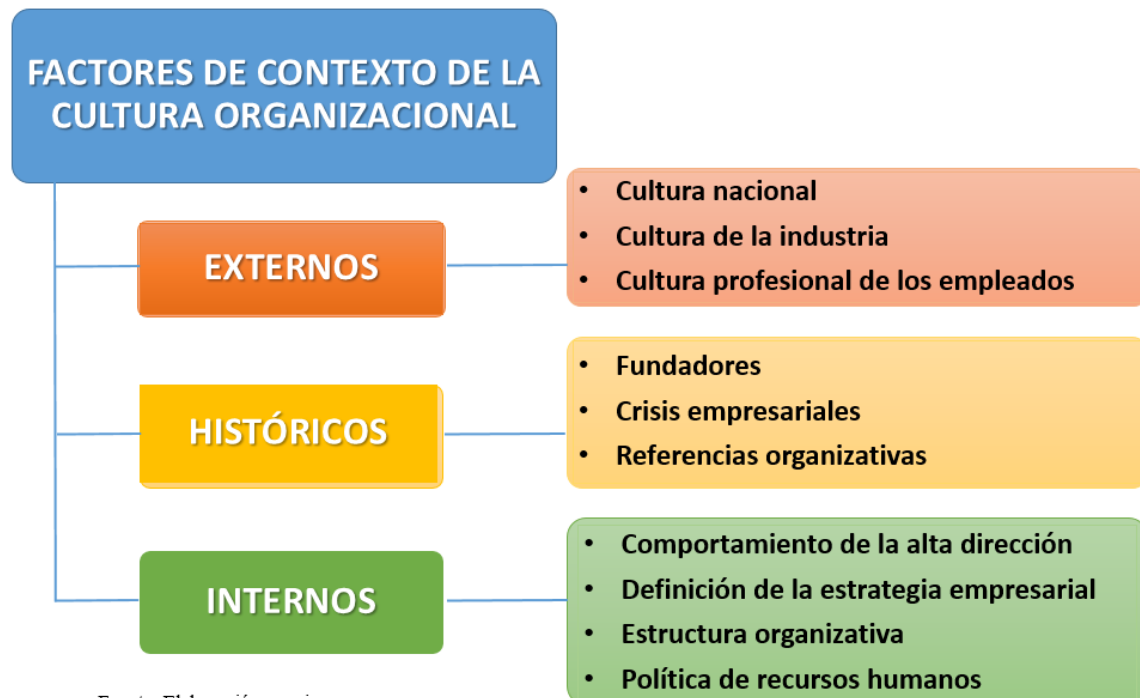 FACTORES DE CONTEXTO DE LA
CULTURA ORGANIZACIONAL
EXTERNOS
• Cultura nacional
• Cultura de la industria
• Cultura profesional de los empleados
HISTÓRICOS
• Fundadores
• Crisis empresariales
• Referencias organizativas
INTERNOS
• Comportamiento de la alta dirección
• Definición de la estrategia empresarial
• Estructura organizativa
• Política de recursos humanos